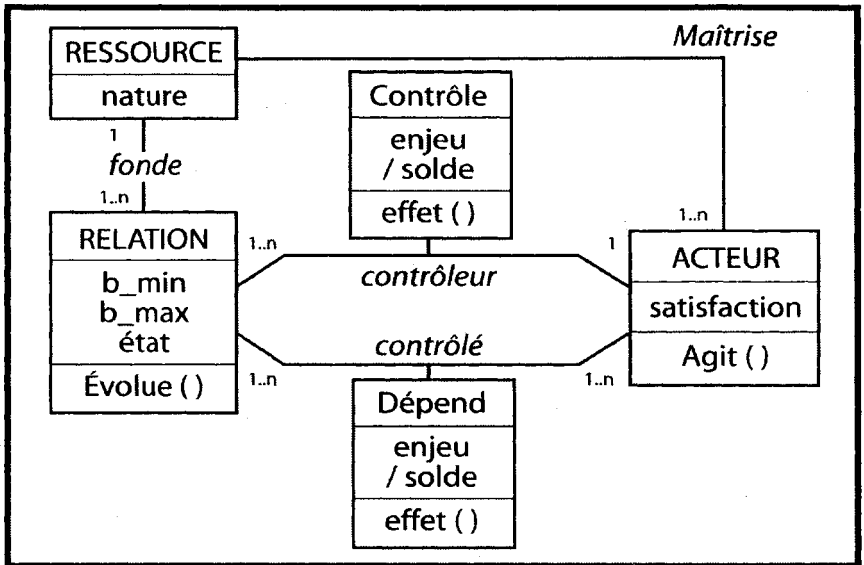 Maîtrise
RESSOURCE
nature
1
fonde
1..n
Contrôle
enjeu
/ solde
effet ( )
RELATION
b_min
b_max
état
Évolue ( )
1..n
contrôleur
1
1..n
ACTEUR
satisfaction
Agit ( )
1..n
contrôlé
1..n
Dépend
enjeu
/ solde
effet ( )